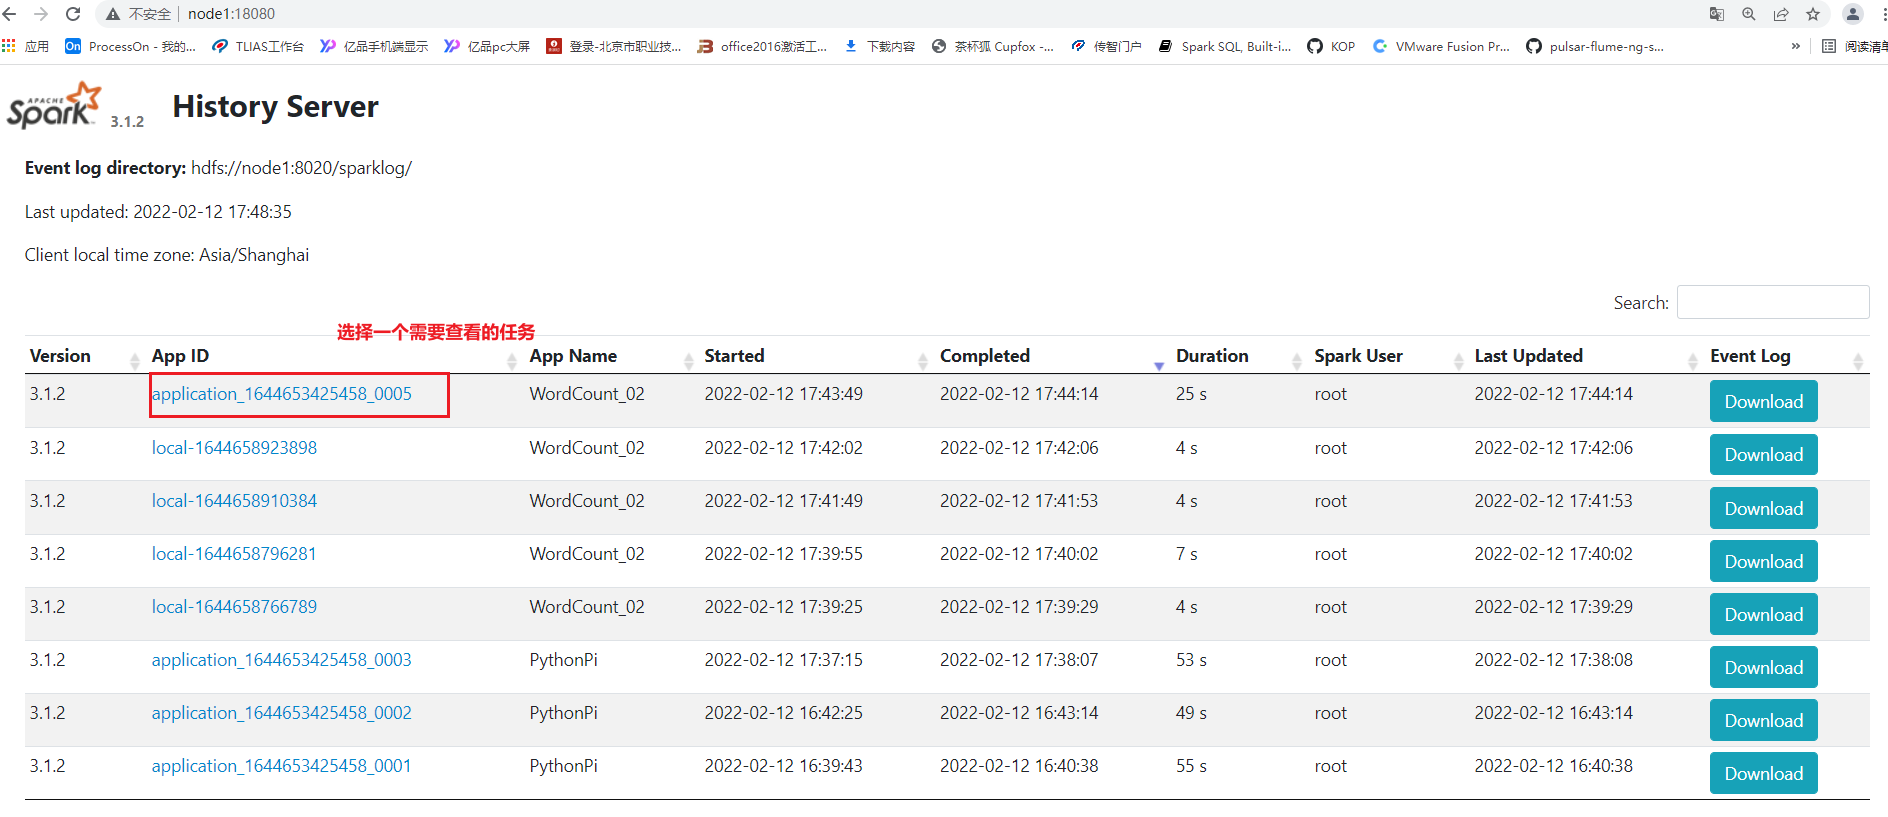 不安全 node1:18080
应用 ProcessOn - 我的... TLIAS工作台 亿品手机端显示 亿品pc大屏 登录-北京市职业技... office2016激活工... 下载内容 茶杯狐 Cupfox -... 传智门户 Spark SQL, Built-i... KOP VMware Fusion Pr... pulsar-flume-ng-s... » 阅读清单
APACHE Spark 3.1.2 History Server
Event log directory: hdfs://node1:8020/sparklog/
Last updated: 2022-02-12 17:48:35
Client local time zone: Asia/Shanghai
Search:
选择一个需要查看的任务
Version App ID App Name Started Completed Duration Spark User Last Updated Event Log
3.1.2 application_1644653425458_0005 WordCount_02 2022-02-12 17:43:49 2022-02-12 17:44:14 25 s root 2022-02-12 17:44:14 Download
3.1.2 local-1644658923898 WordCount_02 2022-02-12 17:42:02 2022-02-12 17:42:06 4 s root 2022-02-12 17:42:06 Download
3.1.2 local-1644658910384 WordCount_02 2022-02-12 17:41:49 2022-02-12 17:41:53 4 s root 2022-02-12 17:41:53 Download
3.1.2 local-1644658796281 WordCount_02 2022-02-12 17:39:55 2022-02-12 17:40:02 7 s root 2022-02-12 17:40:02 Download
3.1.2 local-1644658766789 WordCount_02 2022-02-12 17:39:25 2022-02-12 17:39:29 4 s root 2022-02-12 17:39:29 Download
3.1.2 application_1644653425458_0003 PythonPi 2022-02-12 17:37:15 2022-02-12 17:38:07 53 s root 2022-02-12 17:38:08 Download
3.1.2 application_1644653425458_0002 PythonPi 2022-02-12 16:42:25 2022-02-12 16:43:14 49 s root 2022-02-12 16:43:14 Download
3.1.2 application_1644653425458_0001 PythonPi 2022-02-12 16:39:43 2022-02-12 16:40:38 55 s root 2022-02-12 16:40:38 Download